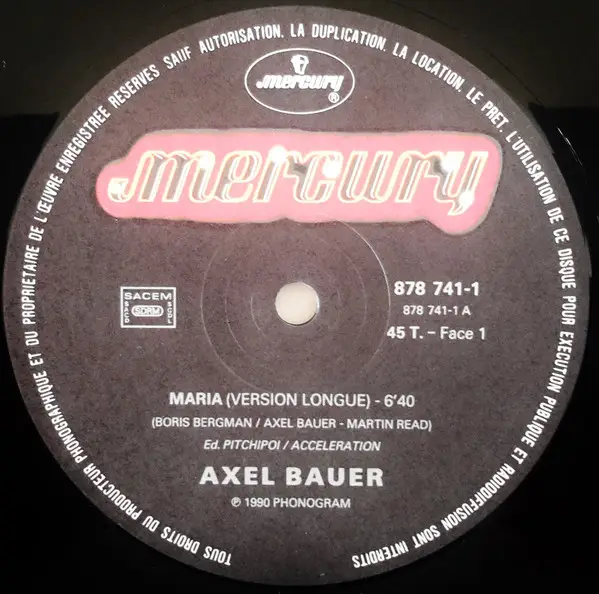 TOUS DROITS DU PRODUCTEUR PHONOGRAPHIQUE ET DU PROPRIETAIRE DE L'ŒUVRE ENREGISTREE RESERVES SAUF AUTORISATION, LA DUPLICATION, LA LOCATION, LE PRET, L'UTILISATION DE CE DISQUE POUR EXECUTION PUBLIQUE ET RADIODIFFUSION SONT INTERDITS
mercury
®
mercury
878 741-1
878 741-1 A
45 T. – Face 1
SACEM
SACD
SDRM
SGDL
MARIA (VERSION LONGUE) - 6'40
(BORIS BERGMAN / AXEL BAUER - MARTIN READ)
Ed. PITCHIPOI / ACCELERATION
AXEL BAUER
℗ 1990 PHONOGRAM